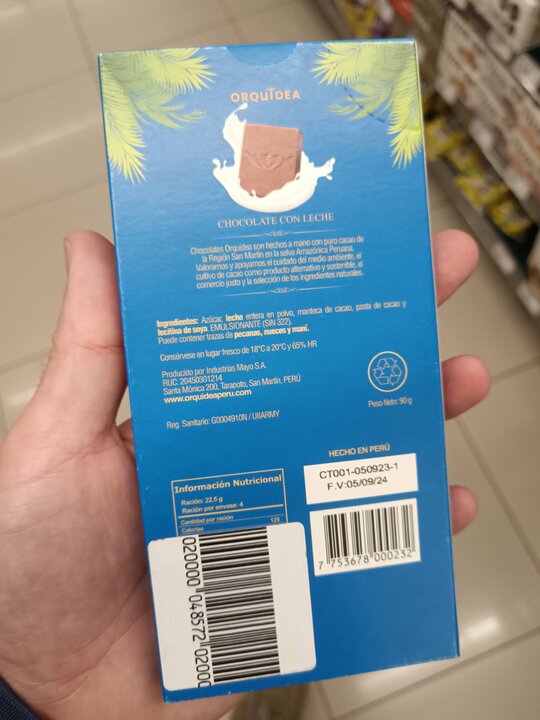 ORQUÍDEA
CHOCOLATE CON LECHE
Chocolates Orquídea son hechos a mano con puro cacao de
la Región San Martín en la selva Amazónica Peruana.
Valoramos y apoyamos el cuidado del medio ambiente, el
cultivo de cacao como producto alternativo y sostenible, el
comercio justo y la selección de los ingredientes naturales.
Ingredientes: Azúcar, leche entera en polvo, manteca de cacao, pasta de cacao y
lecitina de soya. EMULSIONANTE (SIN 322).
Puede contener trazas de pecanas, nueces y maní.
Consérvese en lugar fresco de 18°C a 20°C y 65% HR
Producido por Industrias Mayo S.A.
RUC: 20450301214
Santa Mónica 200, Tarapoto, San Martín, PERÚ
www.orquideaperu.com
Peso Neto: 90 g
Reg. Sanitario: G0004910N / UIIARMY
HECHO EN PERÚ
CT001-050923-1
F.V:05/09/24
7 753678 000232
Información Nutricional
Ración: 22.5 g
Ración por envase: 4
Cantidad por ración
Calorías 125
020000 048572 02000